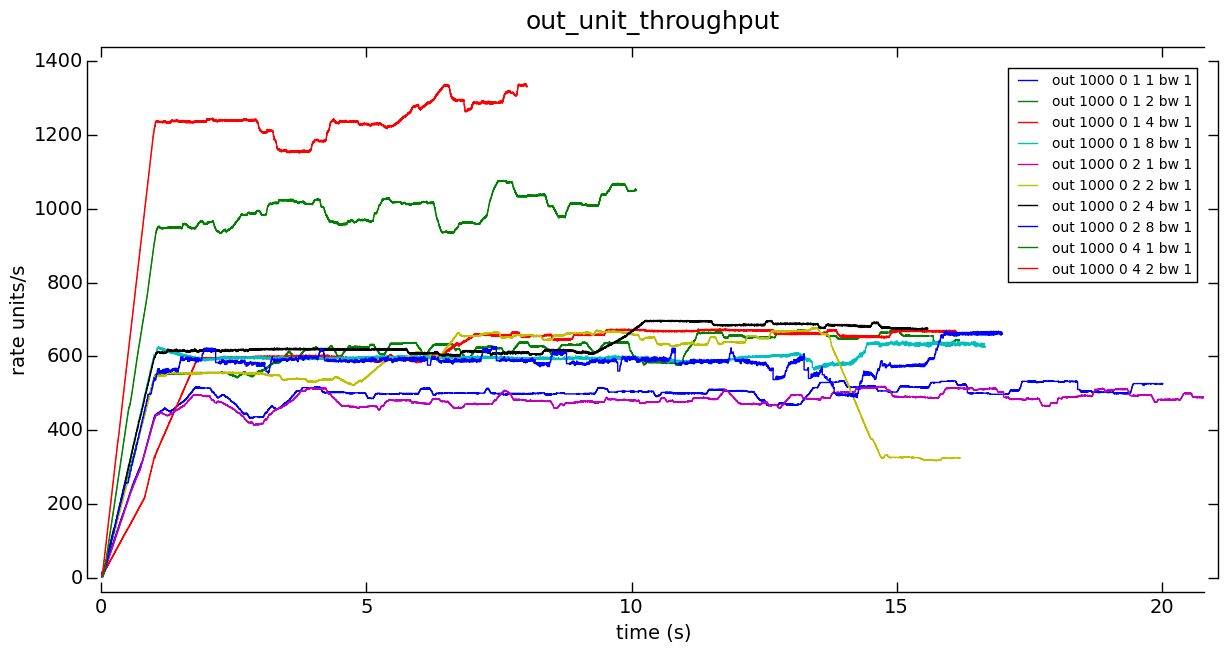 out_unit_throughput
1400
1200
1000
800
600
400
200
0
rate units/s
0 5 10 15 20
time (s)
out 1000 0 1 1 bw 1
out 1000 0 1 2 bw 1
out 1000 0 1 4 bw 1
out 1000 0 1 8 bw 1
out 1000 0 2 1 bw 1
out 1000 0 2 2 bw 1
out 1000 0 2 4 bw 1
out 1000 0 2 8 bw 1
out 1000 0 4 1 bw 1
out 1000 0 4 2 bw 1